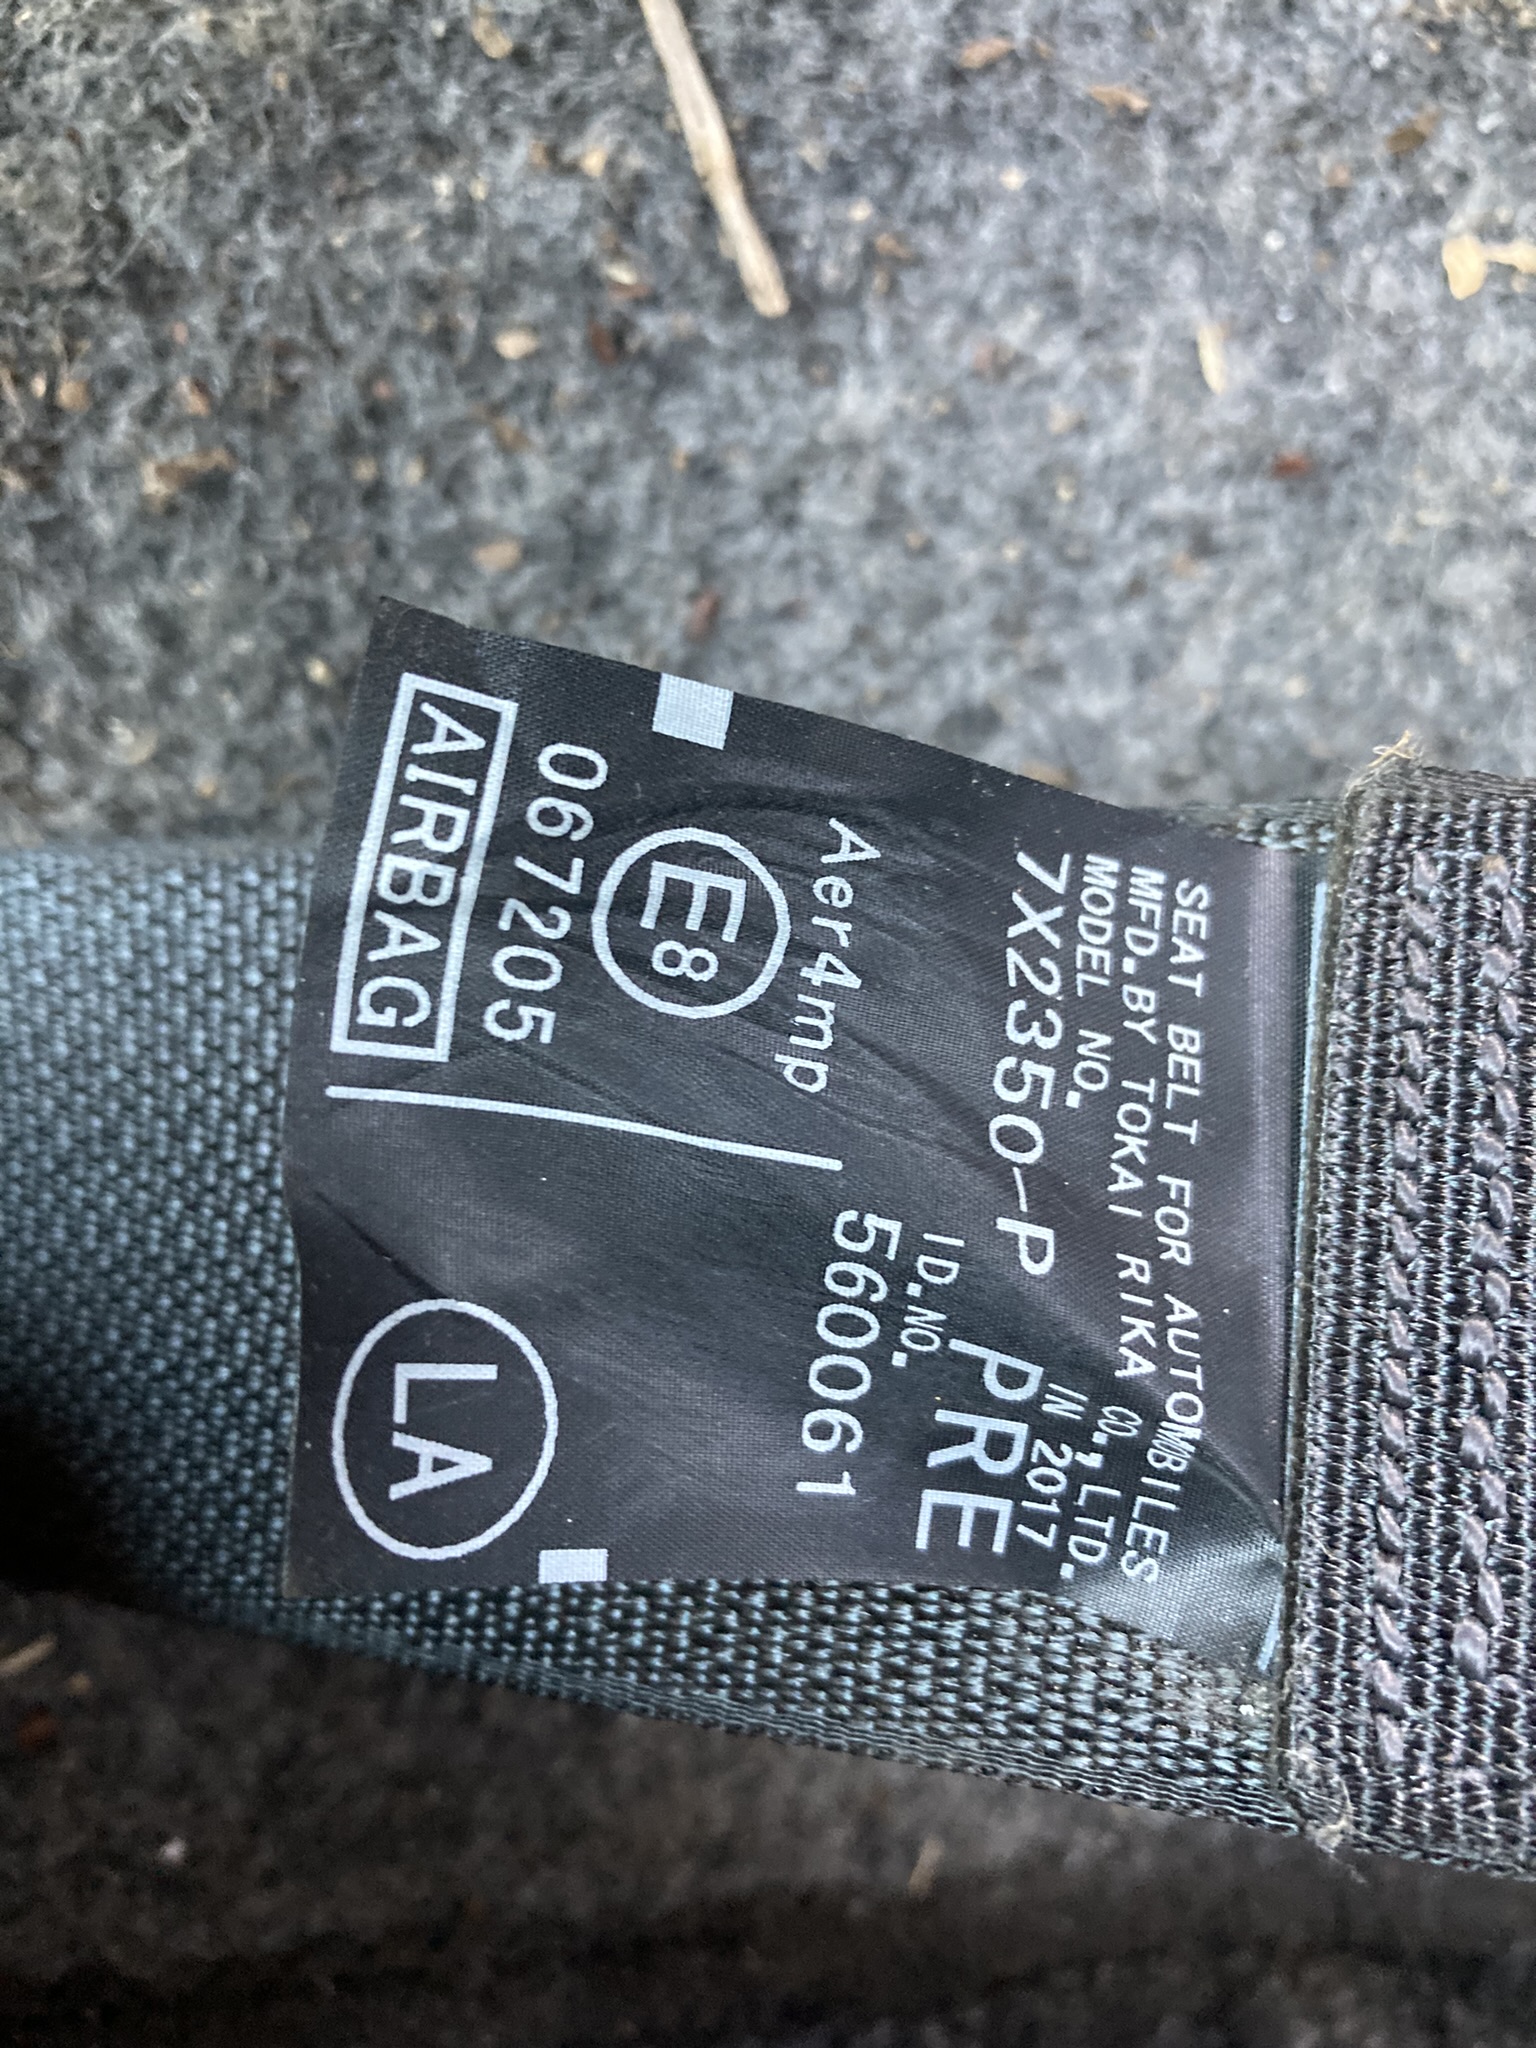 SEAT BELT FOR AUTOMOBILES
MFD.BY TOKAI RIKA CO.,LTD.
MODEL NO. IN 2017
7X2350-P PRE
ID.NO.
560061
Aer4mp
E8
067205
AIRBAG
LA